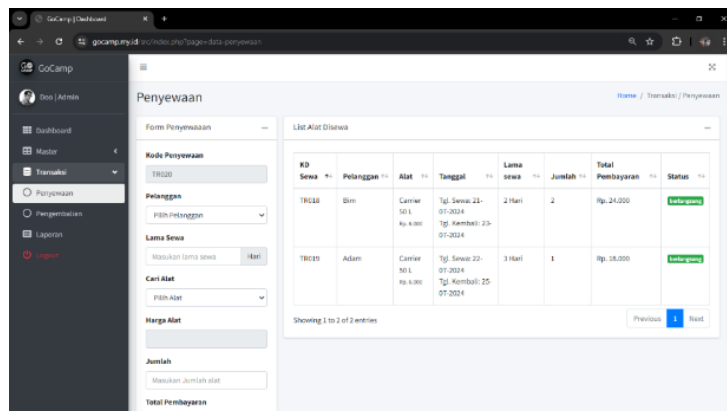 GoCamp | Dashboard
gocamp.my.id/src/index.php?page=data-penyewaan
GoCamp
Doo | Admin
Dashboard
Master
Transaksi
Penyewaan
Pengembalian
Laporan
Logout
Penyewaan
Home / Transaksi / Penyewaan
Form Penyewaaan
Kode Penyewaan
TR020
Pelanggan
Pilih Pelanggan
Lama Sewa
Masukan lama sewa
Hari
Cari Alat
Pilih Alat
Harga Alat
Jumlah
Masukan Jumlah alat
Total Pembayaran
List Alat Disewa
KD Sewa Pelanggan Alat Tanggal Lama sewa Jumlah Total Pembayaran Status
TR018 Bim Carrier 50 L Rp. 6.000 Tgl. Sewa: 21-07-2024 Tgl. Kembali: 23-07-2024 2 Hari 2 Rp. 24.000 berlangsung
TR019 Adam Carrier 50 L Rp. 6.000 Tgl. Sewa: 22-07-2024 Tgl. Kembali: 25-07-2024 3 Hari 1 Rp. 18.000 berlangsung
Showing 1 to 2 of 2 entries
Previous 1 Next